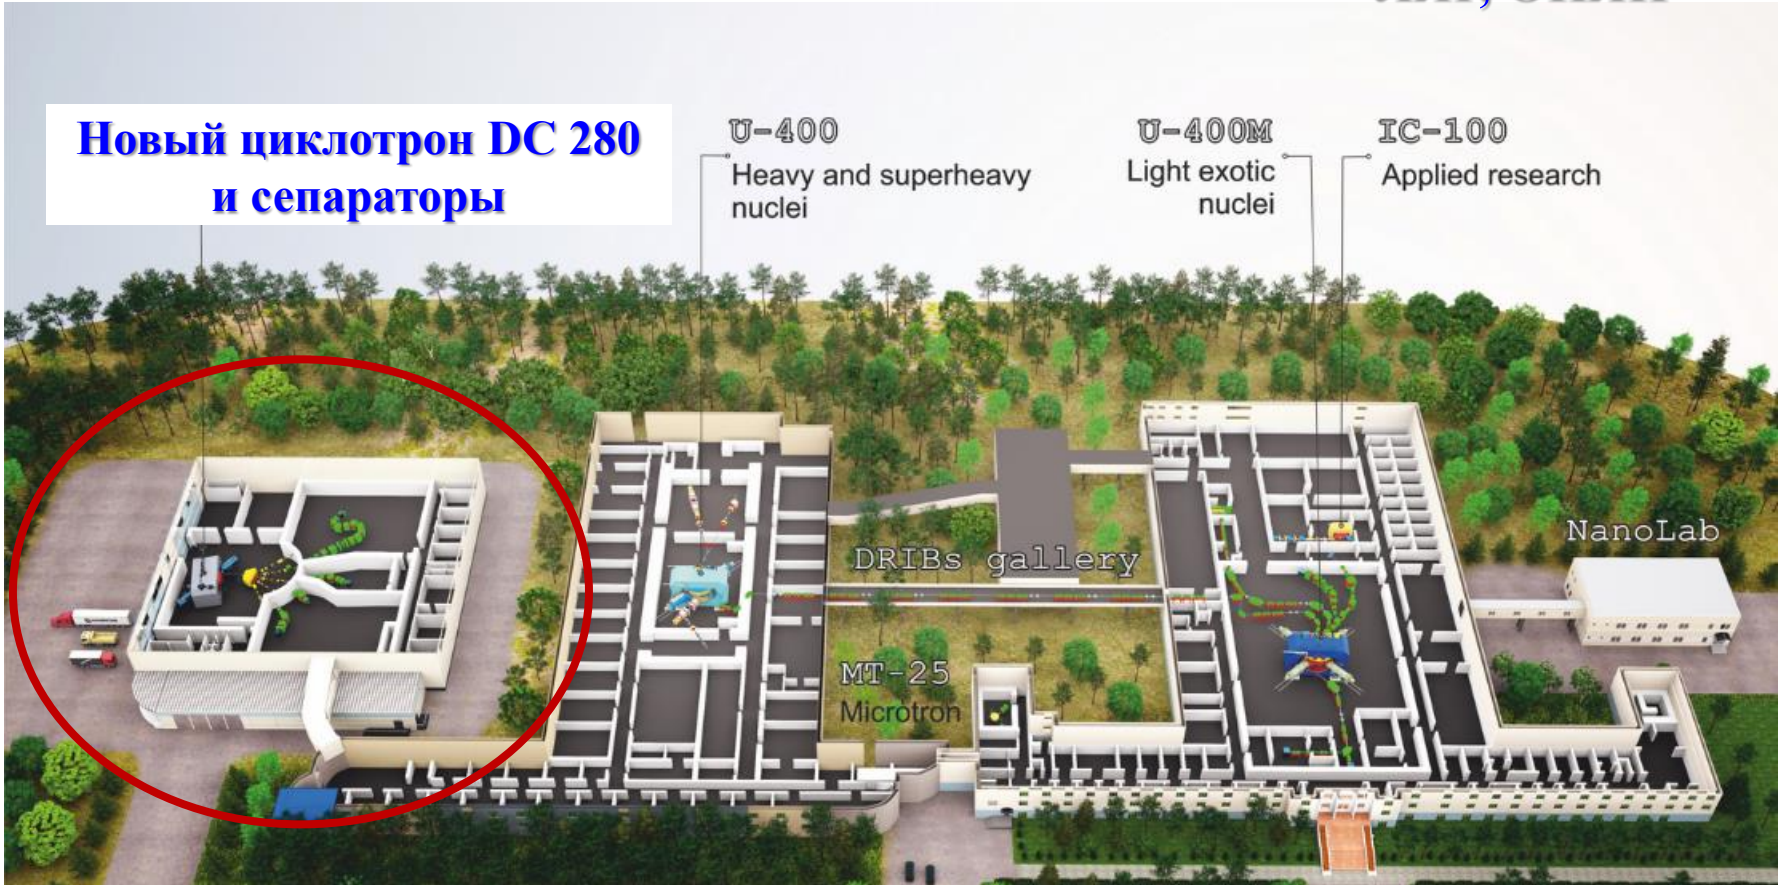 Новый циклотрон DC 280
и сепараторы
U-400
Heavy and superheavy
nuclei
U-400M
Light exotic
nuclei
IC-100
Applied research
NanoLab
DRIBs gallery
MT-25
Microtron